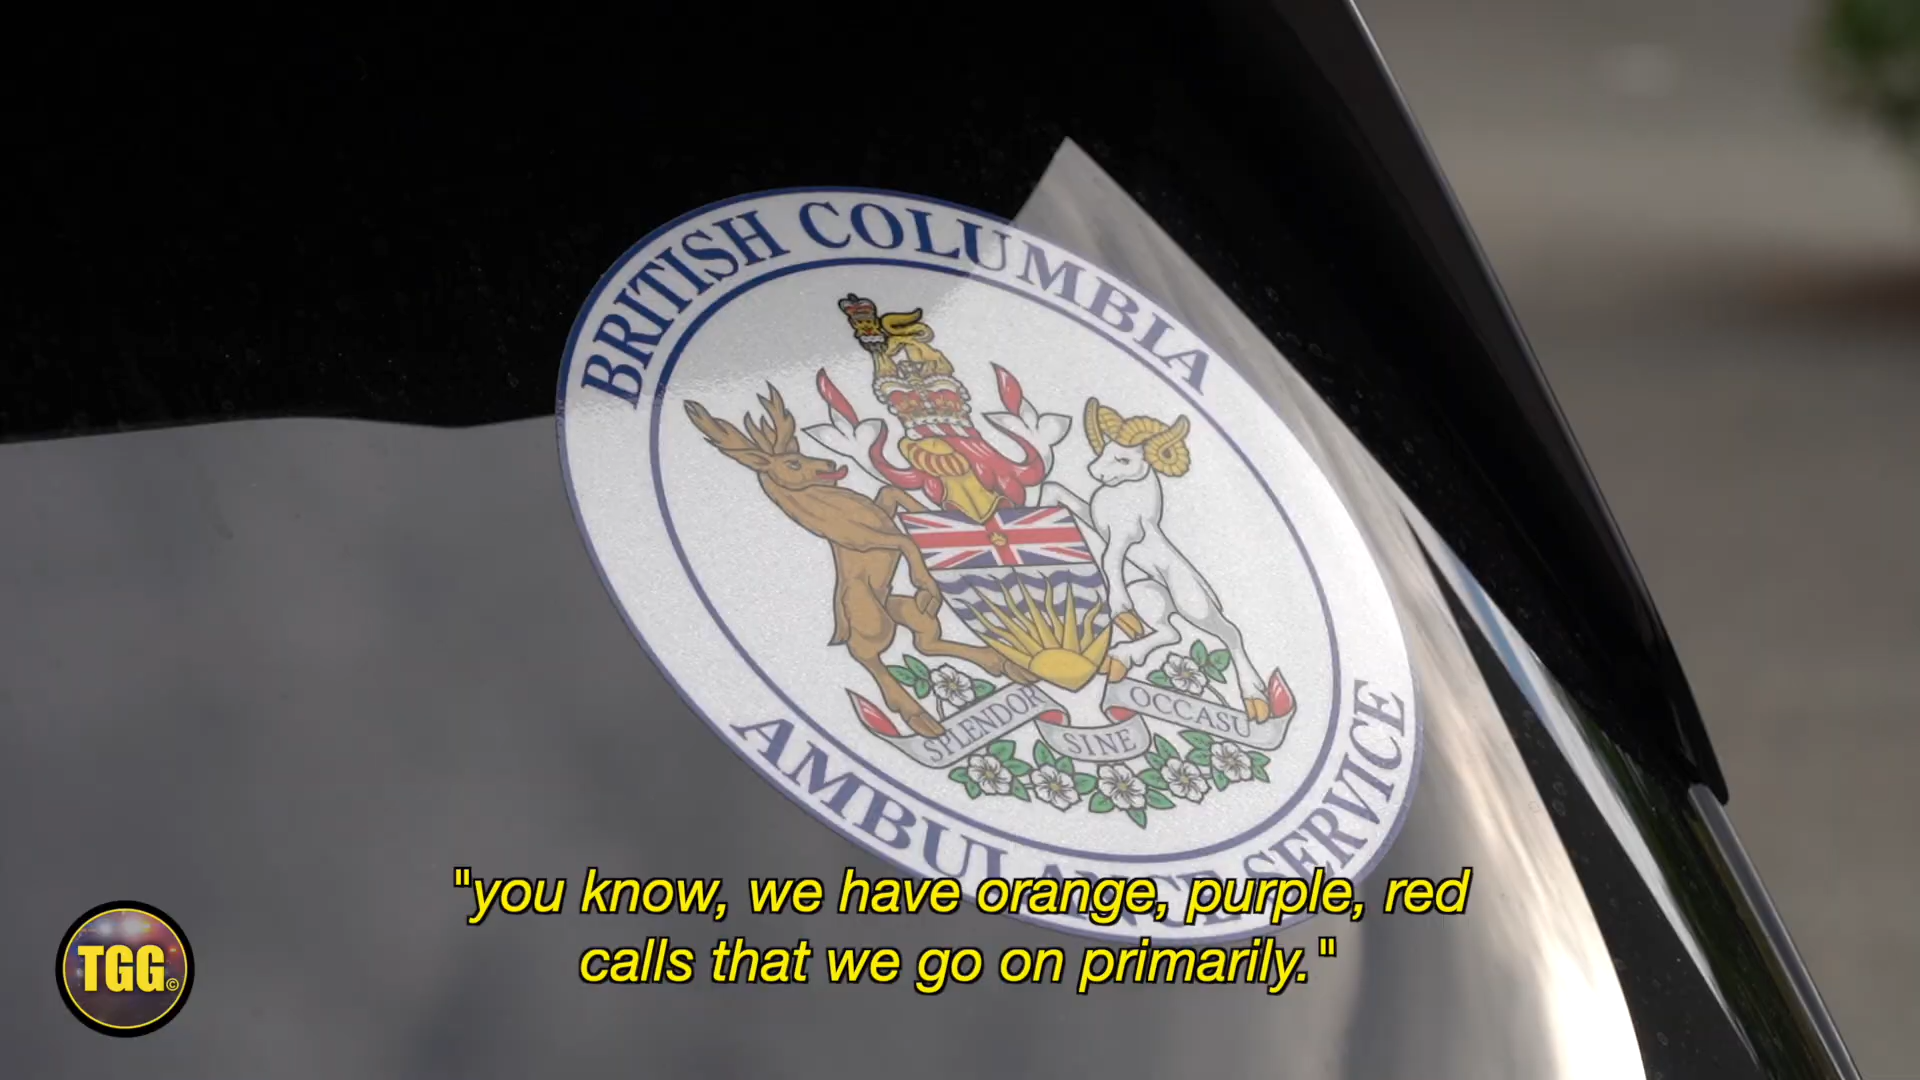 BRITISH COLUMBIA
SPLENDOR SINE OCCASU
AMBULANCE SERVICE
"you know, we have orange, purple, red
calls that we go on primarily."
TGG©